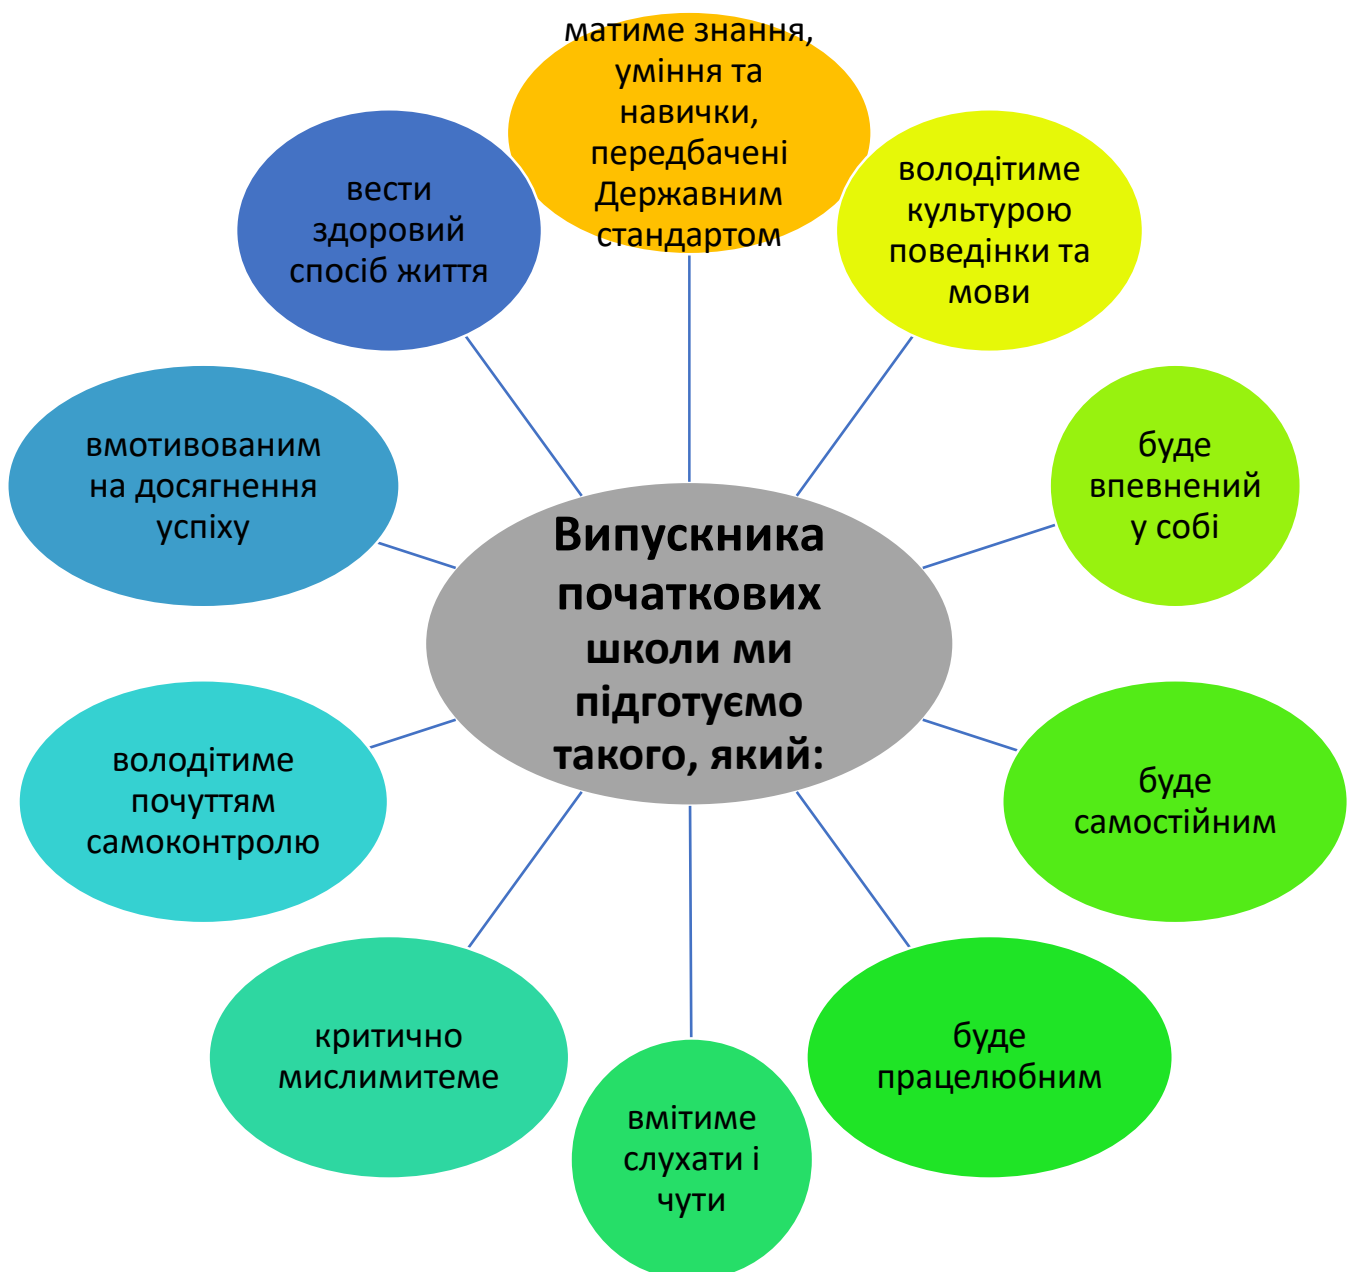 матиме знання,
уміння та
навички,
передбачені
Державним
стандартом
володітиме
культурою
поведінки та
мови
буде
впевнений
у собі
буде
самостійним
буде
працелюбним
вмітиме
слухати і
чути
критично
мислимитеме
володітиме
почуттям
самоконтролю
вмотивованим
на досягнення
успіху
вести
здоровий
спосіб життя
Випускника
початкових
школи ми
підготуємо
такого, який: